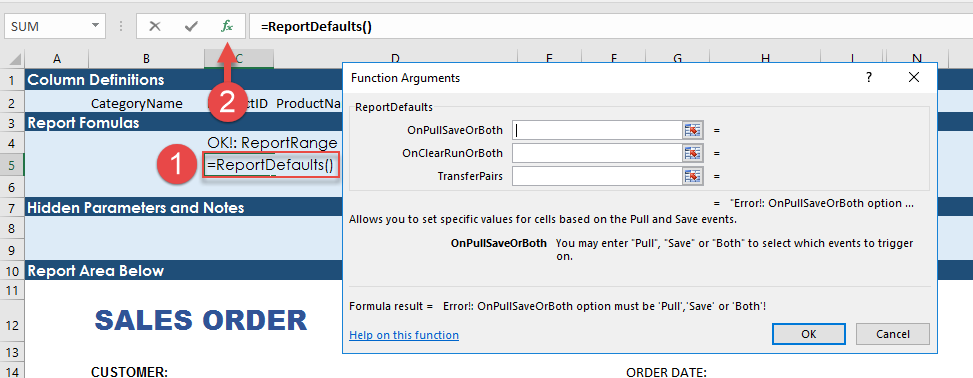 SUM =ReportDefaults()
A B C D E F G H I N
1 Column Definitions
2 CategoryName ctID ProductNa
3 Report Fomulas
4 OK!: ReportRange
1
2
5 =ReportDefaults()
6
7 Hidden Parameters and Notes
8
9
10 Report Area Below
11
12 SALES ORDER
13
14 CUSTOMER: ORDER DATE:
Function Arguments ?
ReportDefaults
OnPullSaveOrBoth =
OnClearRunOrBoth =
TransferPairs =
= "Error!: OnPullSaveOrBoth option ...
Allows you to set specific values for cells based on the Pull and Save events.
OnPullSaveOrBoth You may enter "Pull", "Save" or "Both" to select which events to trigger
on.
Formula result = Error!: OnPullSaveOrBoth option must be 'Pull','Save' or 'Both'!
Help on this function OK Cancel